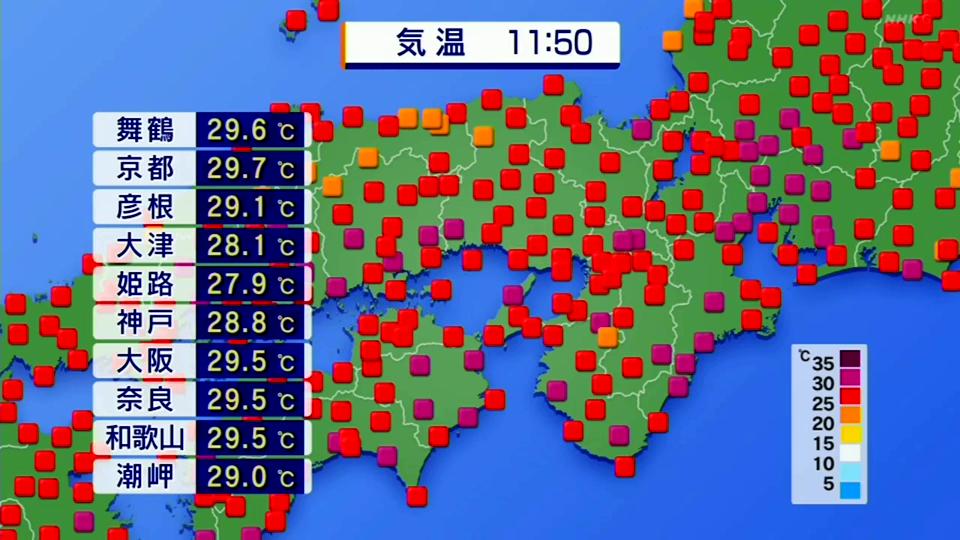 NHK G
気温 11:50
舞鶴 29.6 ℃
京都 29.7 ℃
彦根 29.1 ℃
大津 28.1 ℃
姫路 27.9 ℃
神戸 28.8 ℃
大阪 29.5 ℃
奈良 29.5 ℃
和歌山 29.5 ℃
潮岬 29.0 ℃
℃
35
30
25
20
15
10
5